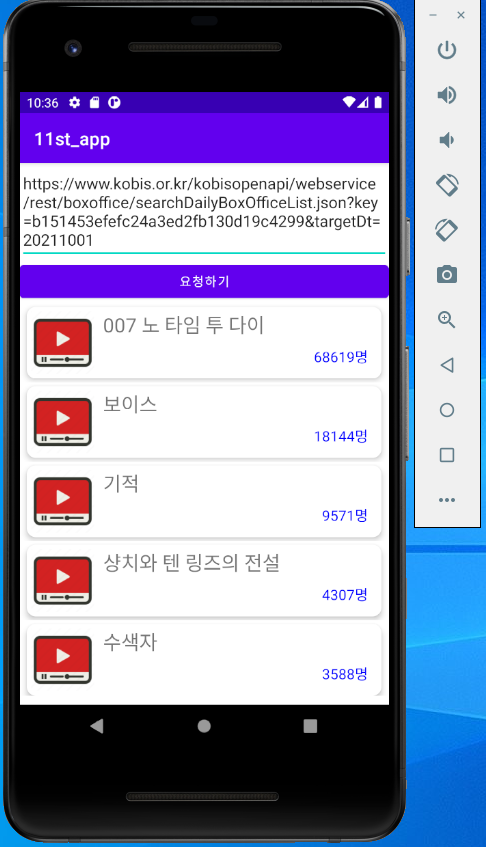 10:36
11st_app
https://www.kobis.or.kr/kobisopenapi/webservice
/rest/boxoffice/searchDailyBoxOfficeList.json?key
=b151453efefc24a3ed2fb130d19c4299&targetDt=
20211001
요청하기
007 노 타임 투 다이
68619명
보이스
18144명
기적
9571명
샹치와 텐 링즈의 전설
4307명
수색자
3588명